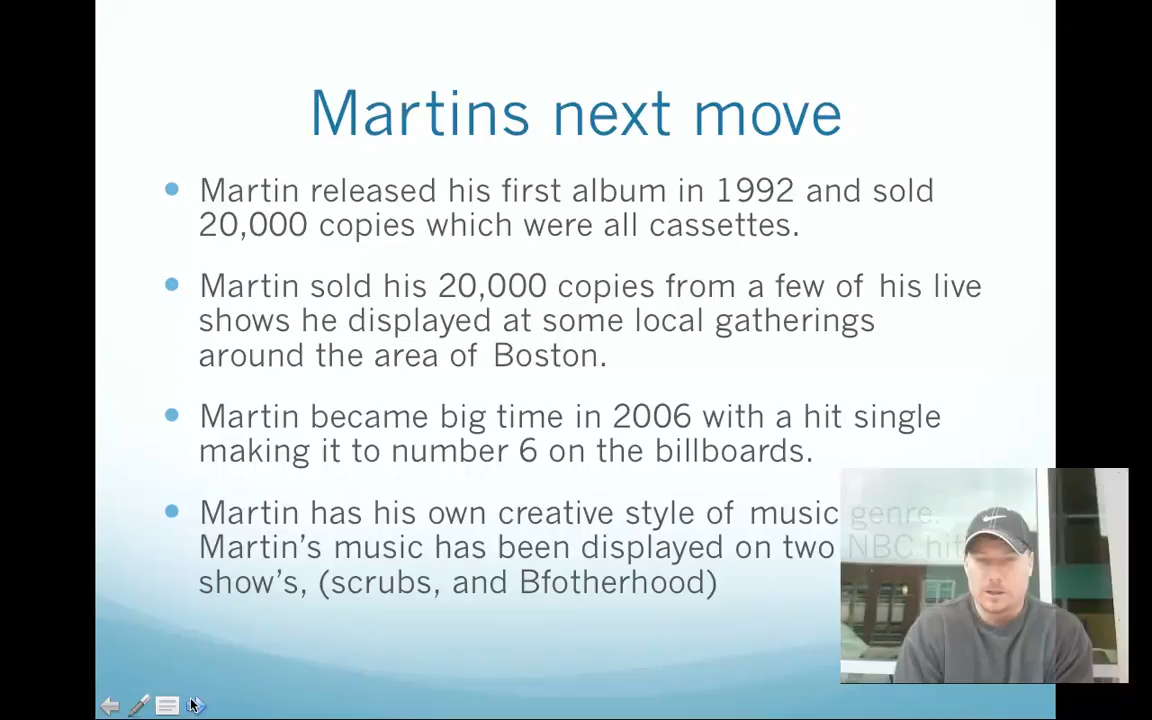 Martins next move
Martin released his first album in 1992 and sold
20,000 copies which were all cassettes.
Martin sold his 20,000 copies from a few of his live
shows he displayed at some local gatherings
around the area of Boston.
Martin became big time in 2006 with a hit single
making it to number 6 on the billboards.
Martin has his own creative style of music genre.
Martin’s music has been displayed on two NBC hit
show’s, (scrubs, and Bfotherhood)